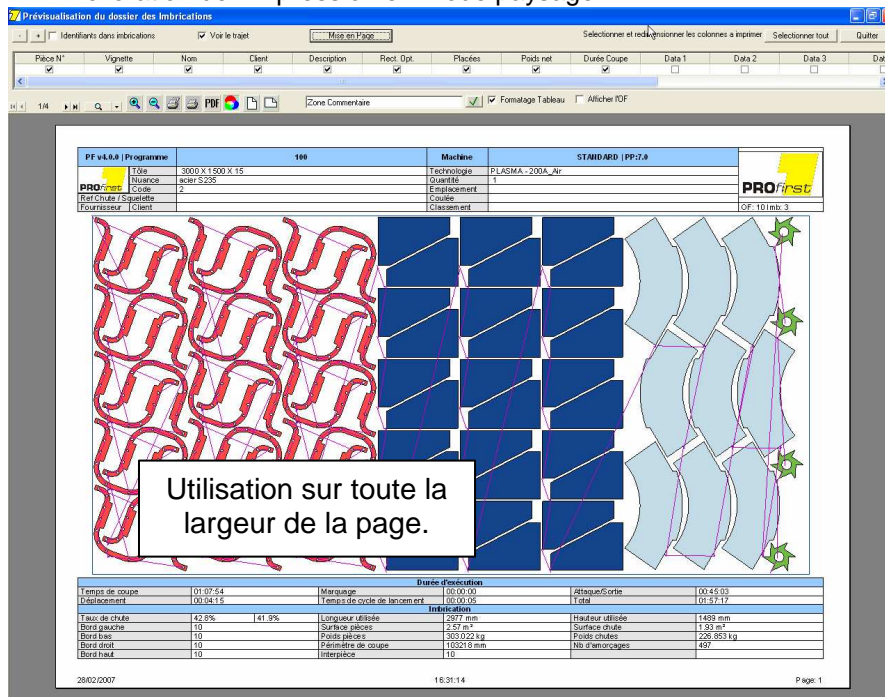 Prévisualisation du dossier des Imbrications
- + Identifiants dans imbrications Voir le trajet Mise en Page Selectionner et redimensionner les colonnes a imprimer Selectionner tout Quitter
Pièce N° Vignette Nom Client Description Rect. Opt. Placées Poids net Durée Coupe Data 1 Data 2 Data 3
1/4 PDF Zone Commentaire Formatage Tableau Afficher l'OF
PF v4.0.0 | Programme 100 Machine STANDARD | PP:7.0
Tôle 3000 X 1500 X 15 Technologie PLASMA - 200A_Air
Nuance acier S235 Quantité 1
PROfirst Code 2 Emplacement PROfirst
Ref Chute / Squelette Coulée
Fournisseur Client Classement OF: 10 Imb: 3
Utilisation sur toute la
largeur de la page.
Durée d'exécution
Temps de coupe 01:07:54 Marquage 00:00:00 Attaque/Sortie 00:45:03
Déplacement 00:04:15 Temps de cycle de lancement 00:00:05 Total 01:57:17
Imbrication
Taux de chute 42.8% 41.9% Longueur utilisée 2977 mm Hauteur utilisée 1489 mm
Bord gauche 10 Surface pièces 2.57 m² Surface chute 1.93 m²
Bord bas 10 Poids pièces 303.022 kg Poids chutes 226.853 kg
Bord droit 10 Périmètre de coupe 103218 mm Nb d'amorçages 497
Bord haut 10 Interpièce 10
28/02/2007 16:31:14 Page: 1